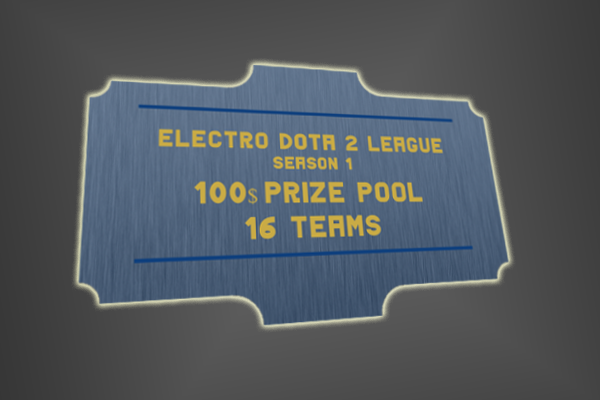 ELECTRO DOTA 2 LEAGUE
SEASON 1
100$ PRIZE POOL
16 TEAMS